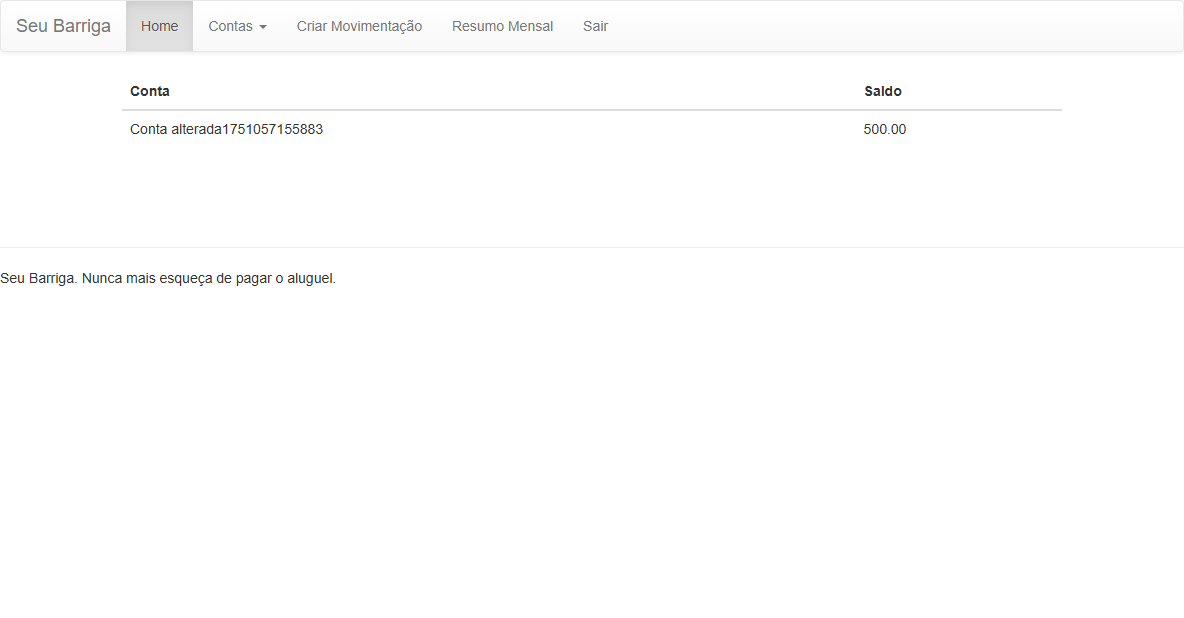 Seu Barriga Home Contas Criar Movimentação Resumo Mensal Sair
Conta Saldo
Conta alterada1751057155883 500.00
Seu Barriga. Nunca mais esqueça de pagar o aluguel.